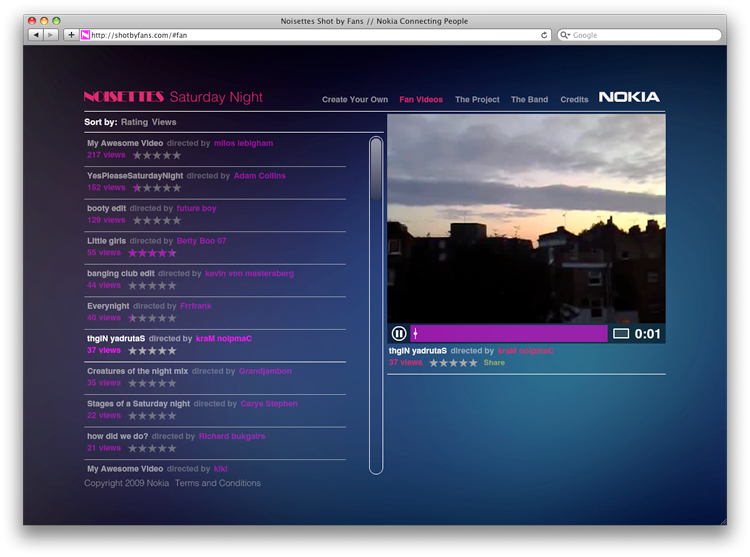 Noisettes Shot by Fans // Nokia Connecting People
http://shotbyfans.com/#fan
Google
NOISETTES Saturday Night
Create Your Own Fan Videos The Project The Band Credits NOKIA
Sort by: Rating Views
My Awesome Video directed by milos lebigham
217 views
YesPleaseSaturdayNight directed by Adam Collins
152 views
booty edit directed by future boy
129 views
Little girls directed by Betty Boo 07
55 views
banging club edit directed by kevin von mastersberg
44 views
Everynight directed by Frrfrank
40 views
thgiN yadrutaS directed by kraM nolpmaC
37 views
Creatures of the night mix directed by Grandjambon
35 views
Stages of a Saturday night directed by Carys Stephen
22 views
how did we do? directed by Richard bukgairs
21 views
My Awesome Video directed by kiki
Copyright 2009 Nokia Terms and Conditions
0:01
thgiN yadrutaS directed by kraM nolpmaC
37 views Share